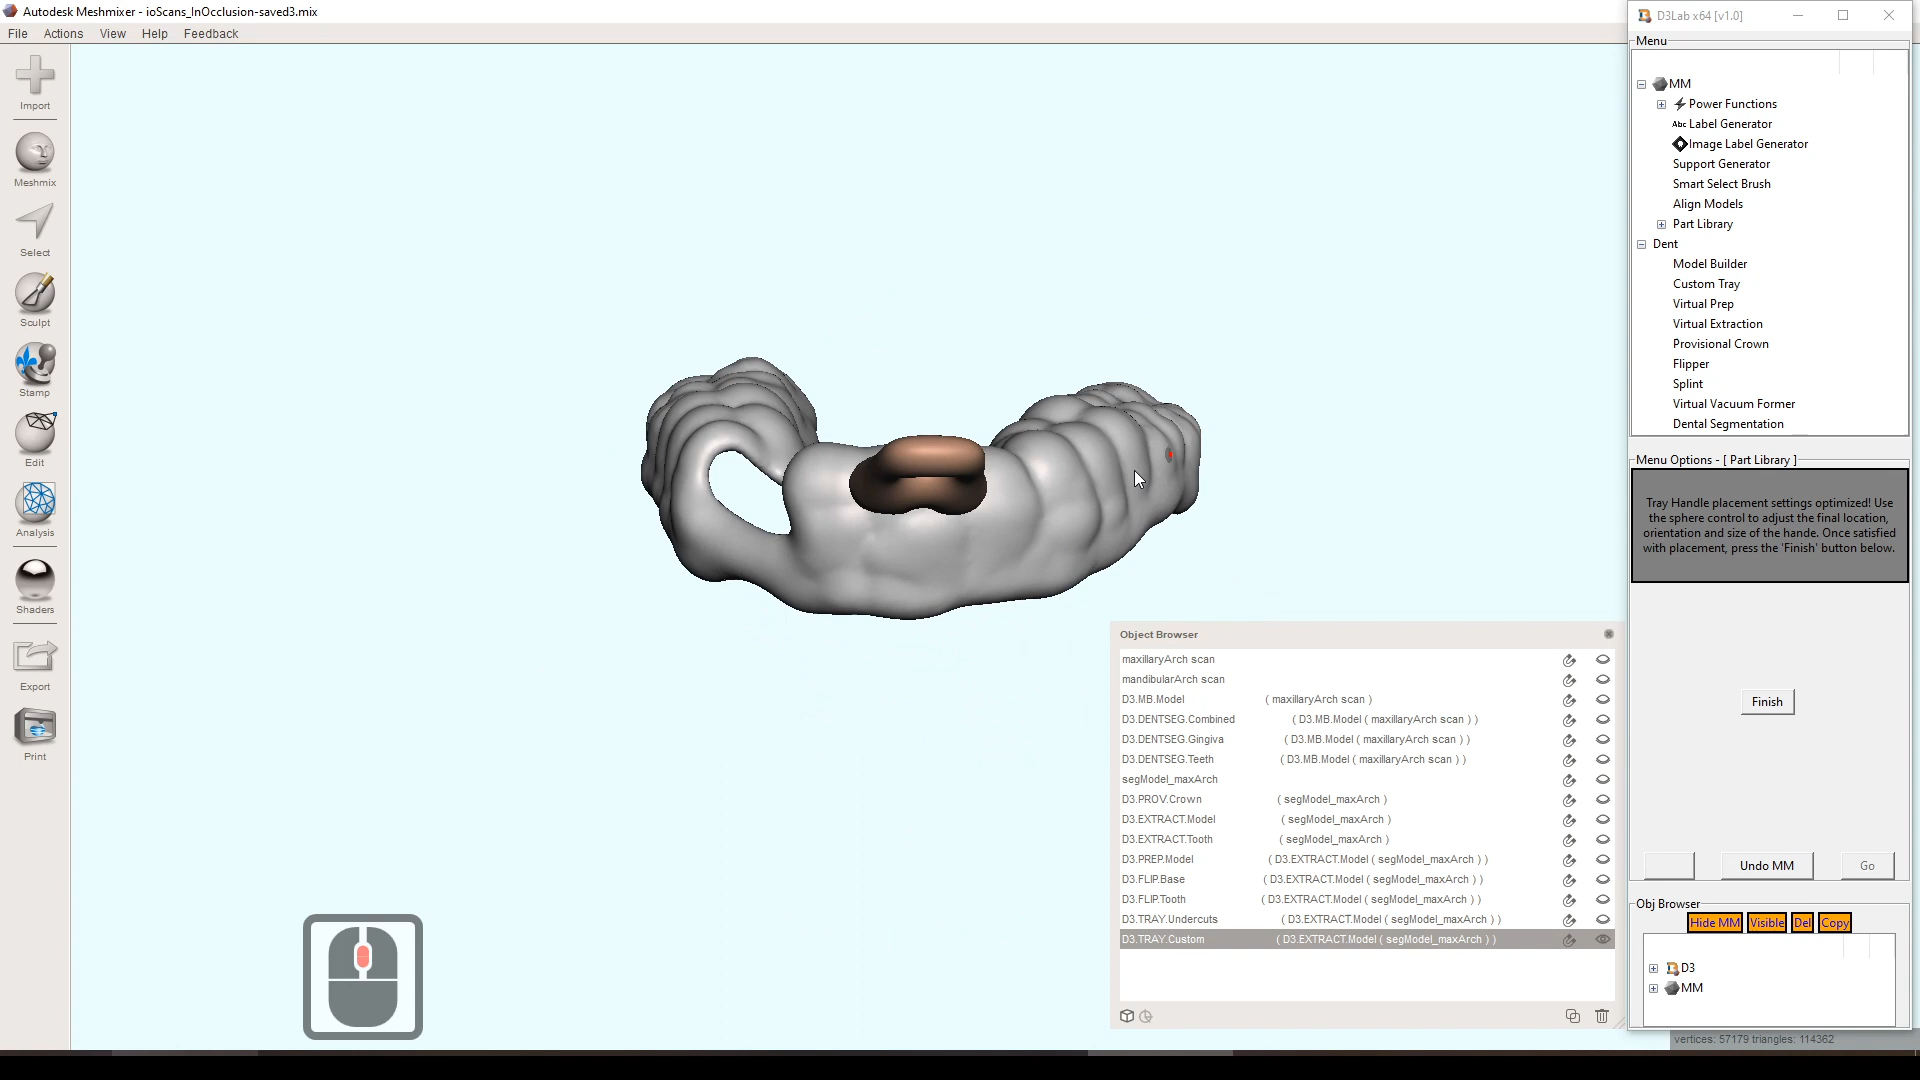 Autodesk Meshmixer - ioScans_InOcclusion-saved3.mix
File Actions View Help Feedback
Import
Meshmix
Select
Sculpt
Stamp
Edit
Analysis
Shaders
Export
Print
Object Browser
maxillaryArch scan
mandibularArch scan
D3.MB.Model ( maxillaryArch scan )
D3.DENTSEG.Combined ( D3.MB.Model ( maxillaryArch scan ) )
D3.DENTSEG.Gingiva ( D3.MB.Model ( maxillaryArch scan ) )
D3.DENTSEG.Teeth ( D3.MB.Model ( maxillaryArch scan ) )
segModel_maxArch
D3.PROV.Crown ( segModel_maxArch )
D3.EXTRACT.Model ( segModel_maxArch )
D3.EXTRACT.Tooth ( segModel_maxArch )
D3.PREP.Model ( D3.EXTRACT.Model ( segModel_maxArch ) )
D3.FLIP.Base ( D3.EXTRACT.Model ( segModel_maxArch ) )
D3.FLIP.Tooth ( D3.EXTRACT.Model ( segModel_maxArch ) )
D3.TRAY.Undercuts ( D3.EXTRACT.Model ( segModel_maxArch ) )
D3.TRAY.Custom ( D3.EXTRACT.Model ( segModel_maxArch ) )
D3Lab x64 [v1.0]
Menu
MM
Power Functions
Abc Label Generator
Image Label Generator
Support Generator
Smart Select Brush
Align Models
Part Library
Dent
Model Builder
Custom Tray
Virtual Prep
Virtual Extraction
Provisional Crown
Flipper
Splint
Virtual Vacuum Former
Dental Segmentation
Menu Options - [ Part Library ]
Tray Handle placement settings optimized! Use
the sphere control to adjust the final location,
orientation and size of the hande. Once satisfied
with placement, press the 'Finish' button below.
Finish
Undo MM Go
Obj Browser
Hide MM Visible Del Copy
D3
MM
vertices: 57179 triangles: 114362